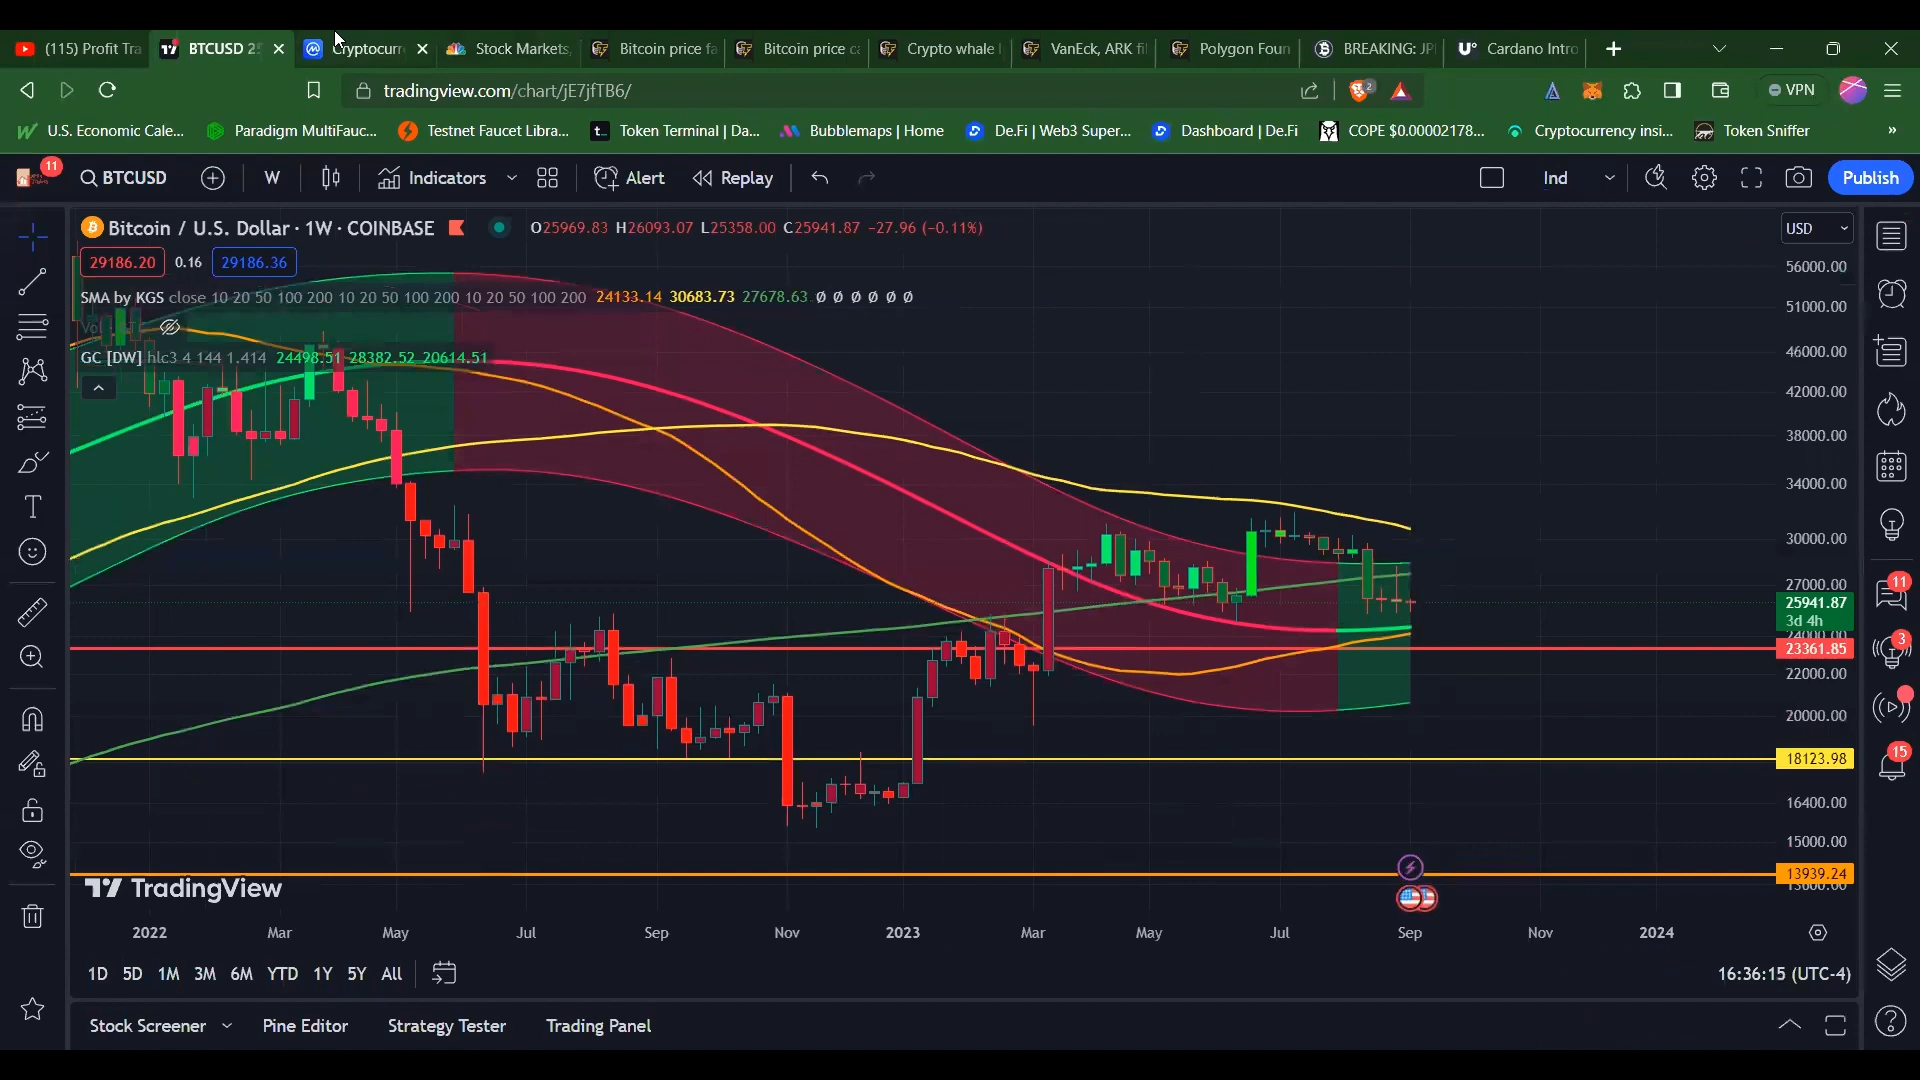 (115) Profit Tra
BTCUSD 25
Cryptocurr
Stock Markets,
Bitcoin price fa
Bitcoin price ca
Crypto whale l
VanEck, ARK fi
Polygon Foun
BREAKING: JP
Cardano Intro
tradingview.com/chart/jE7jfTB6/
2
VPN
U.S. Economic Cale...
Paradigm MultiFauc...
Testnet Faucet Libra...
Token Terminal | Da...
Bubblemaps | Home
De.Fi | Web3 Super...
Dashboard | De.Fi
COPE $0.00002178...
Cryptocurrency insi...
Token Sniffer
»
11
BTCUSD
W
Indicators
Alert
Replay
Ind
Publish
Bitcoin / U.S. Dollar · 1W · COINBASE
O25969.83 H26093.07 L25358.00 C25941.87 -27.96 (-0.11%)
USD
29186.20
0.16
29186.36
SMA by KGS close 10 20 50 100 200 10 20 50 100 200 10 20 50 100 200 24133.14 30683.73 27678.63 Ø Ø Ø Ø Ø Ø
GC [DW] hlc3 4 144 1.414 24498.51 28382.52 20614.51
56000.00
51000.00
46000.00
42000.00
38000.00
34000.00
30000.00
27000.00
25941.87
3d 4h
24000.00
23361.85
22000.00
20000.00
18123.98
16400.00
15000.00
13939.24
13600.00
11
3
15
TradingView
2022
Mar
May
Jul
Sep
Nov
2023
Mar
May
Jul
Sep
Nov
2024
1D 5D 1M 3M 6M YTD 1Y 5Y All
16:36:15 (UTC-4)
Stock Screener
Pine Editor
Strategy Tester
Trading Panel